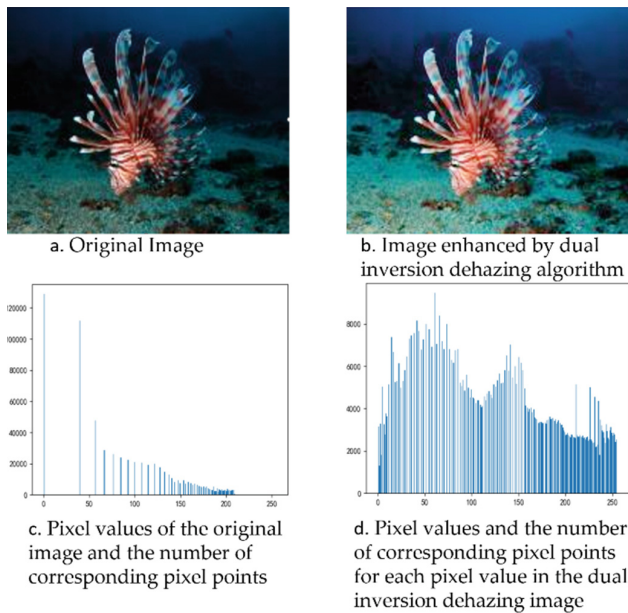 a. Original Image
b. Image enhanced by dual
inversion dehazing algorithm
120000
100000
80000
60000
40000
20000
0
0 50 100 150 200 250
8000
6000
4000
2000
0
0 50 100 150 200 250
c. Pixel values of the original
image and the number of
corresponding pixel points
d. Pixel values and the number
of corresponding pixel points
for each pixel value in the dual
inversion dehazing image